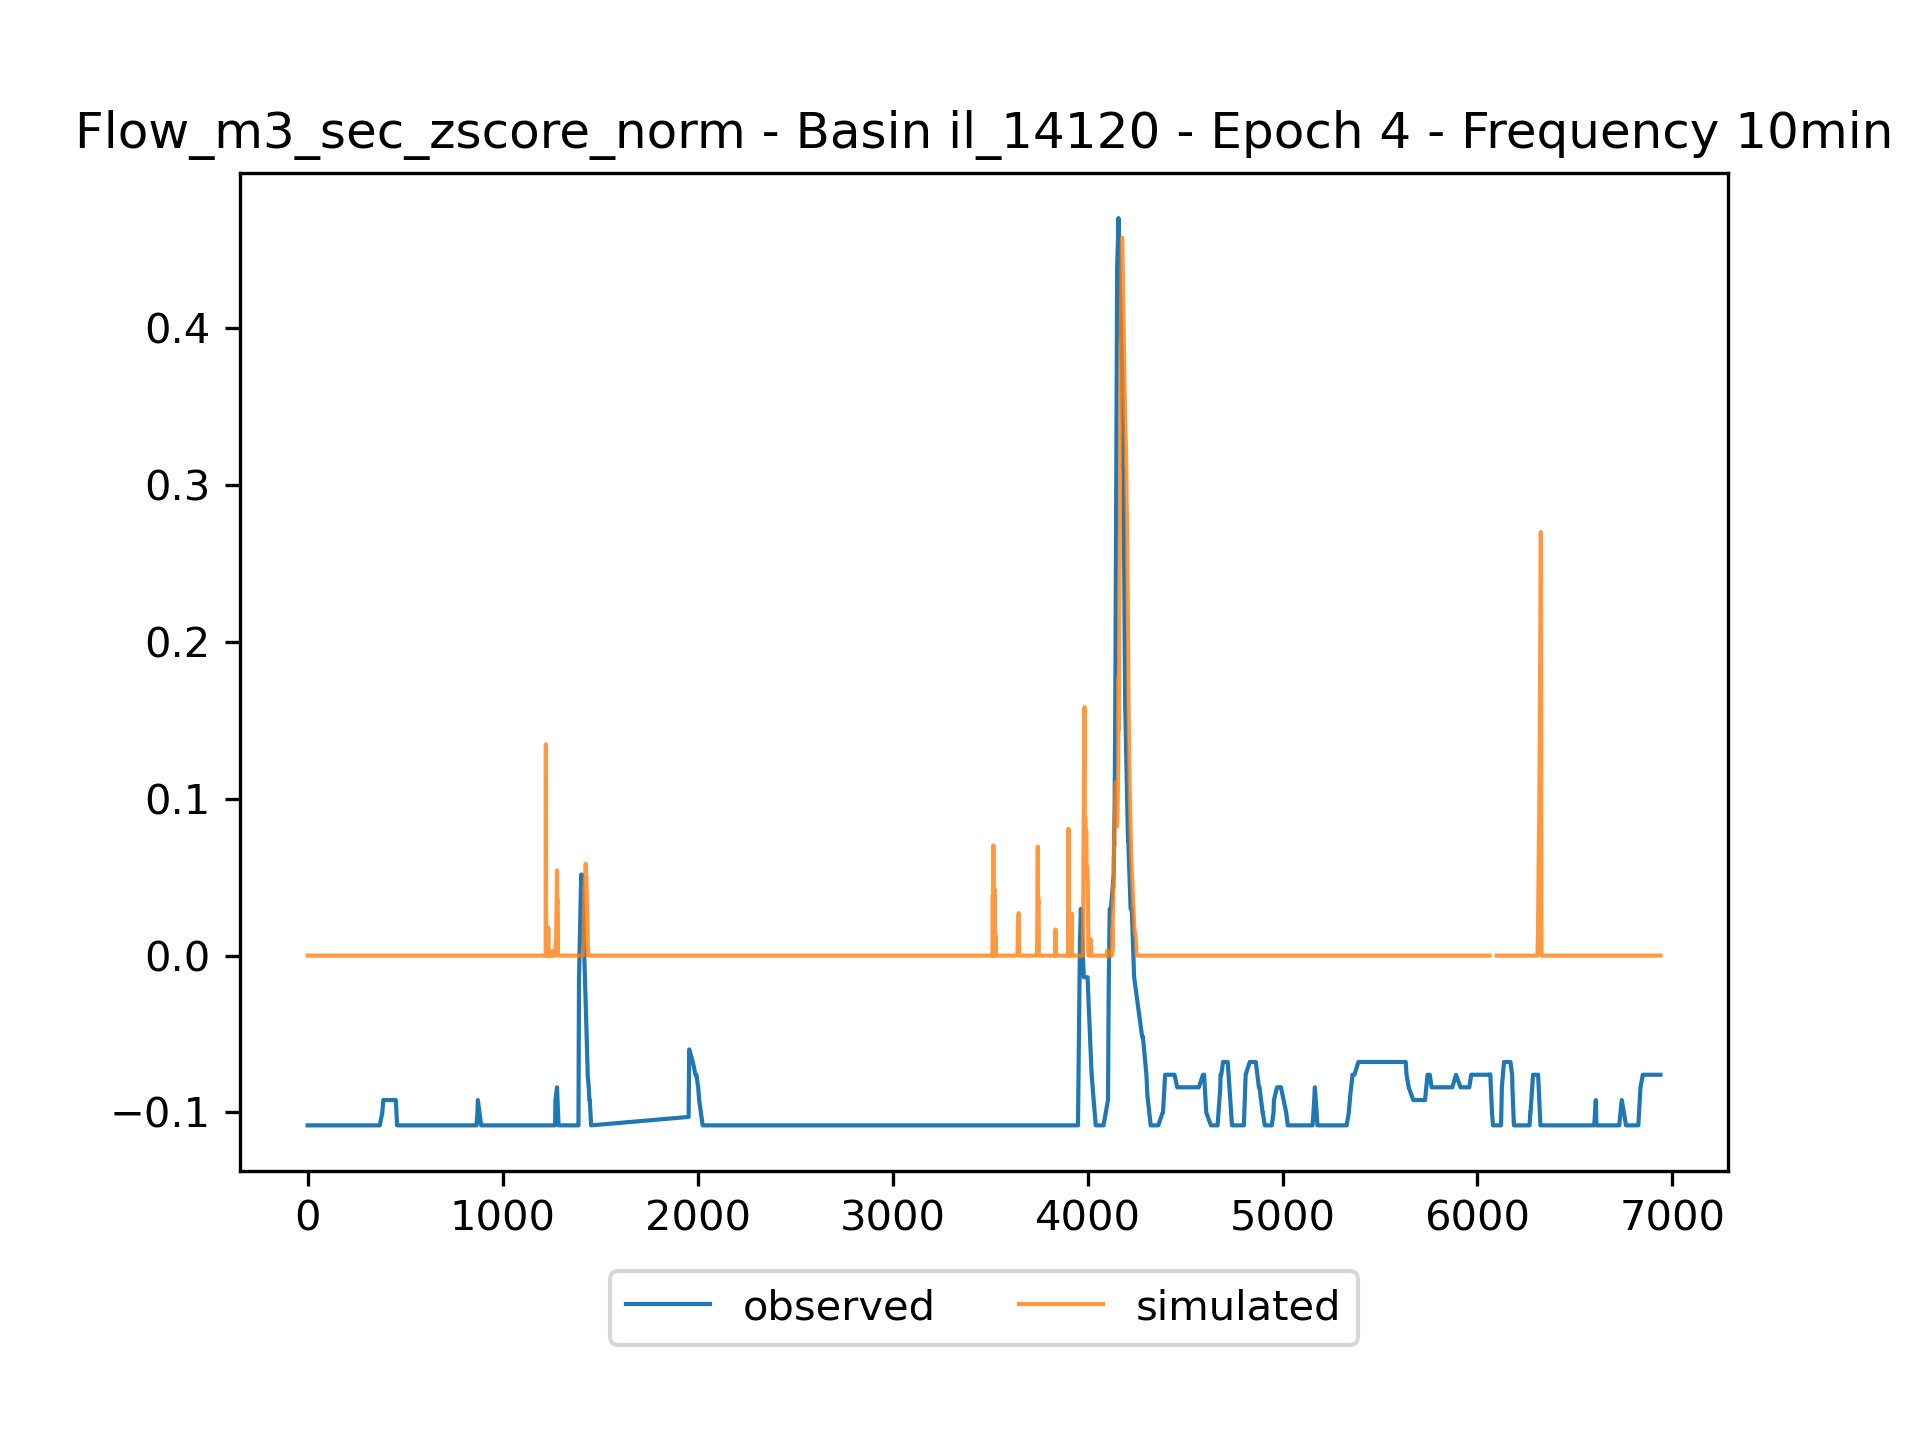 Flow_m3_sec_zscore_norm - Basin il_14120 - Epoch 4 - Frequency 10min
0.4
0.3
0.2
0.1
0.0
−0.1
0 1000 2000 3000 4000 5000 6000 7000
observed simulated